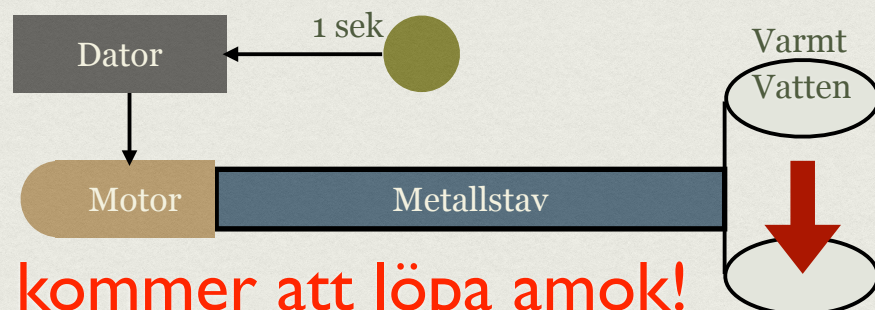 1 sek
Dator
Varmt
Vatten
Motor
Metallstav
kommer att löpa amok!